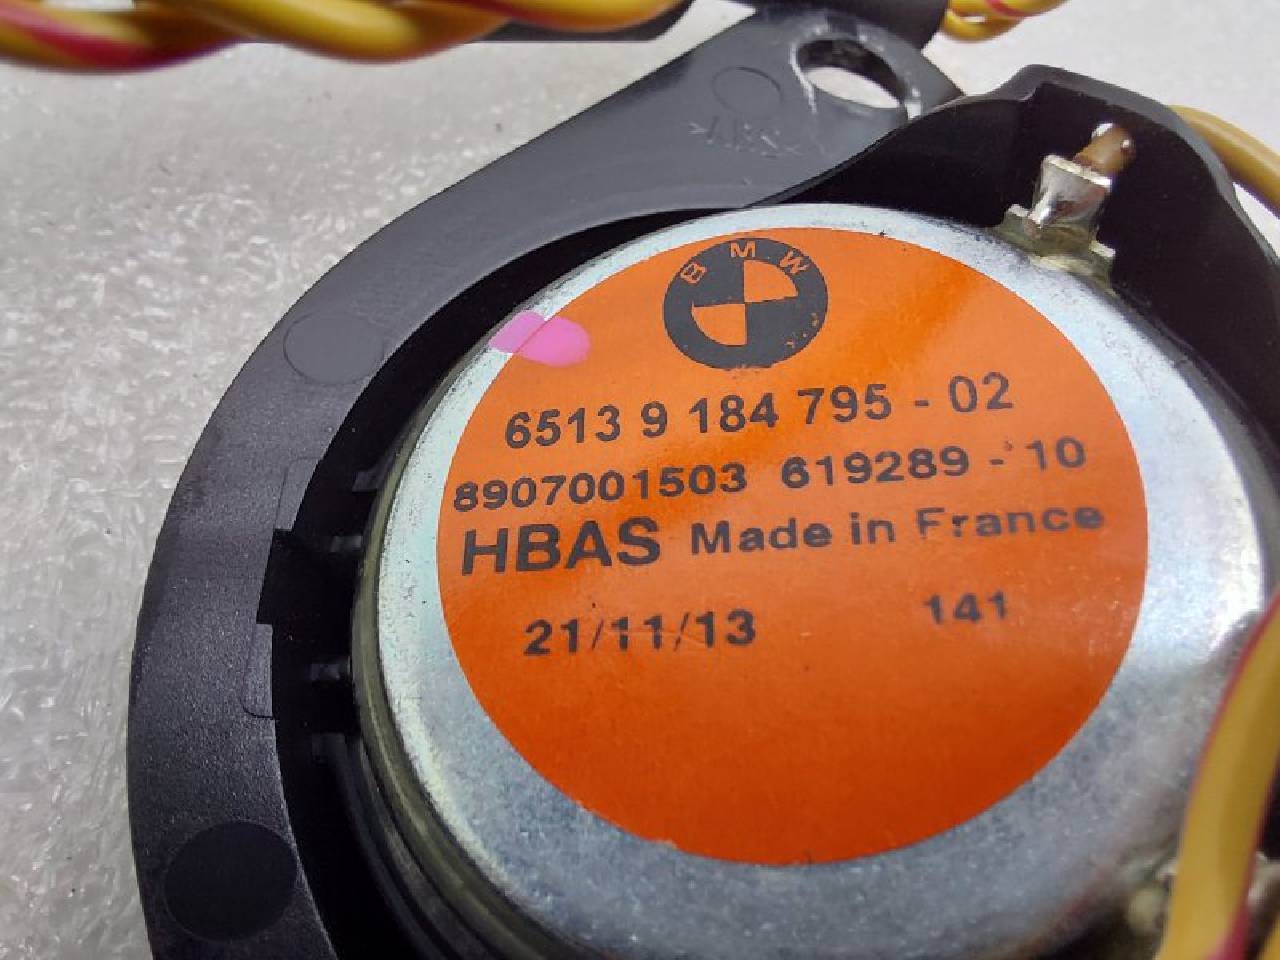 BMW
6513 9 184 795 - 02
8907001503 619289 - 10
HBAS Made in France
21/11/13 141